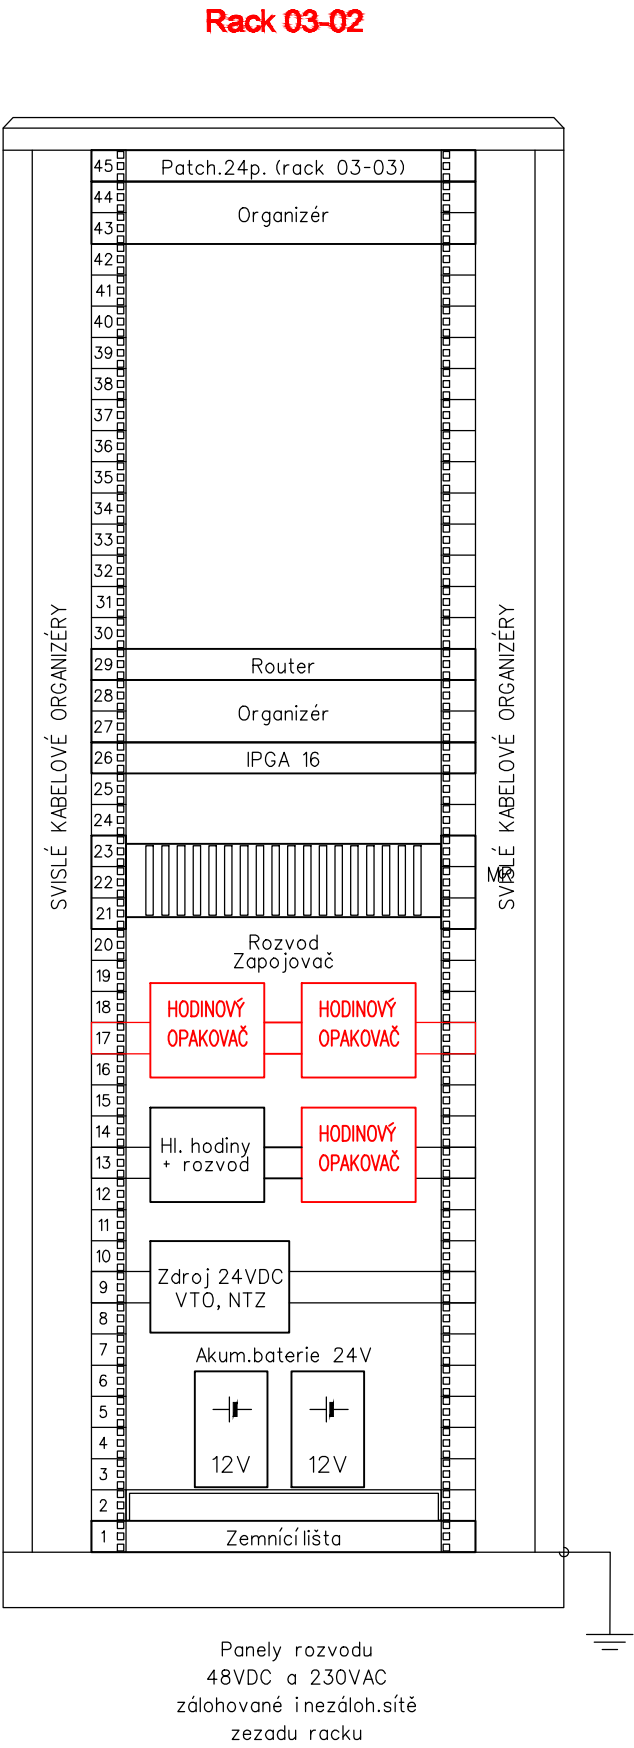 Rack 03-02
45 Patch.24p. (rack 03-03)
44
Organizér
43
42
41
40
39
38
37
36
35
34
33
32
31
30
29 Router
28
Organizér
27
26 IPGA 16
25
24
23
22
21
20 Rozvod
Zapojovač
19
18 HODINOVÝ HODINOVÝ
17 OPAKOVAČ OPAKOVAČ
16
15
14 Hl. hodiny HODINOVÝ
13 + rozvod OPAKOVAČ
12
11
10
Zdroj 24VDC
9
VTO, NTZ
8
7 Akum.baterie 24V
6
5
4
12V 12V
3
2
1 Zemnící lišta
SVISLÉ KABELOVÉ ORGANIZÉRY
SVISLÉ KABELOVÉ ORGANIZÉRY
Panely rozvodu
48VDC a 230VAC
zálohované i nezáloh.sítě
zezadu racku